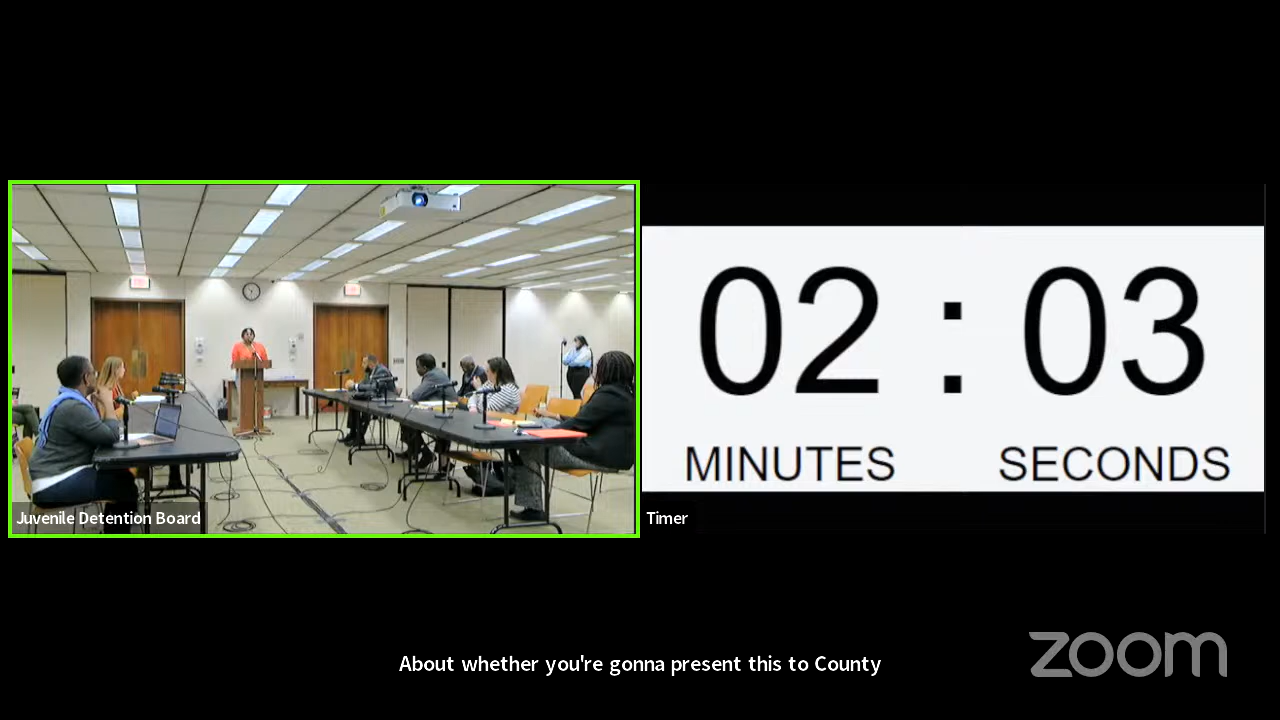 02 : 03
MINUTES SECONDS
Juvenile Detention Board
Timer
About whether you're gonna present this to County
zoom